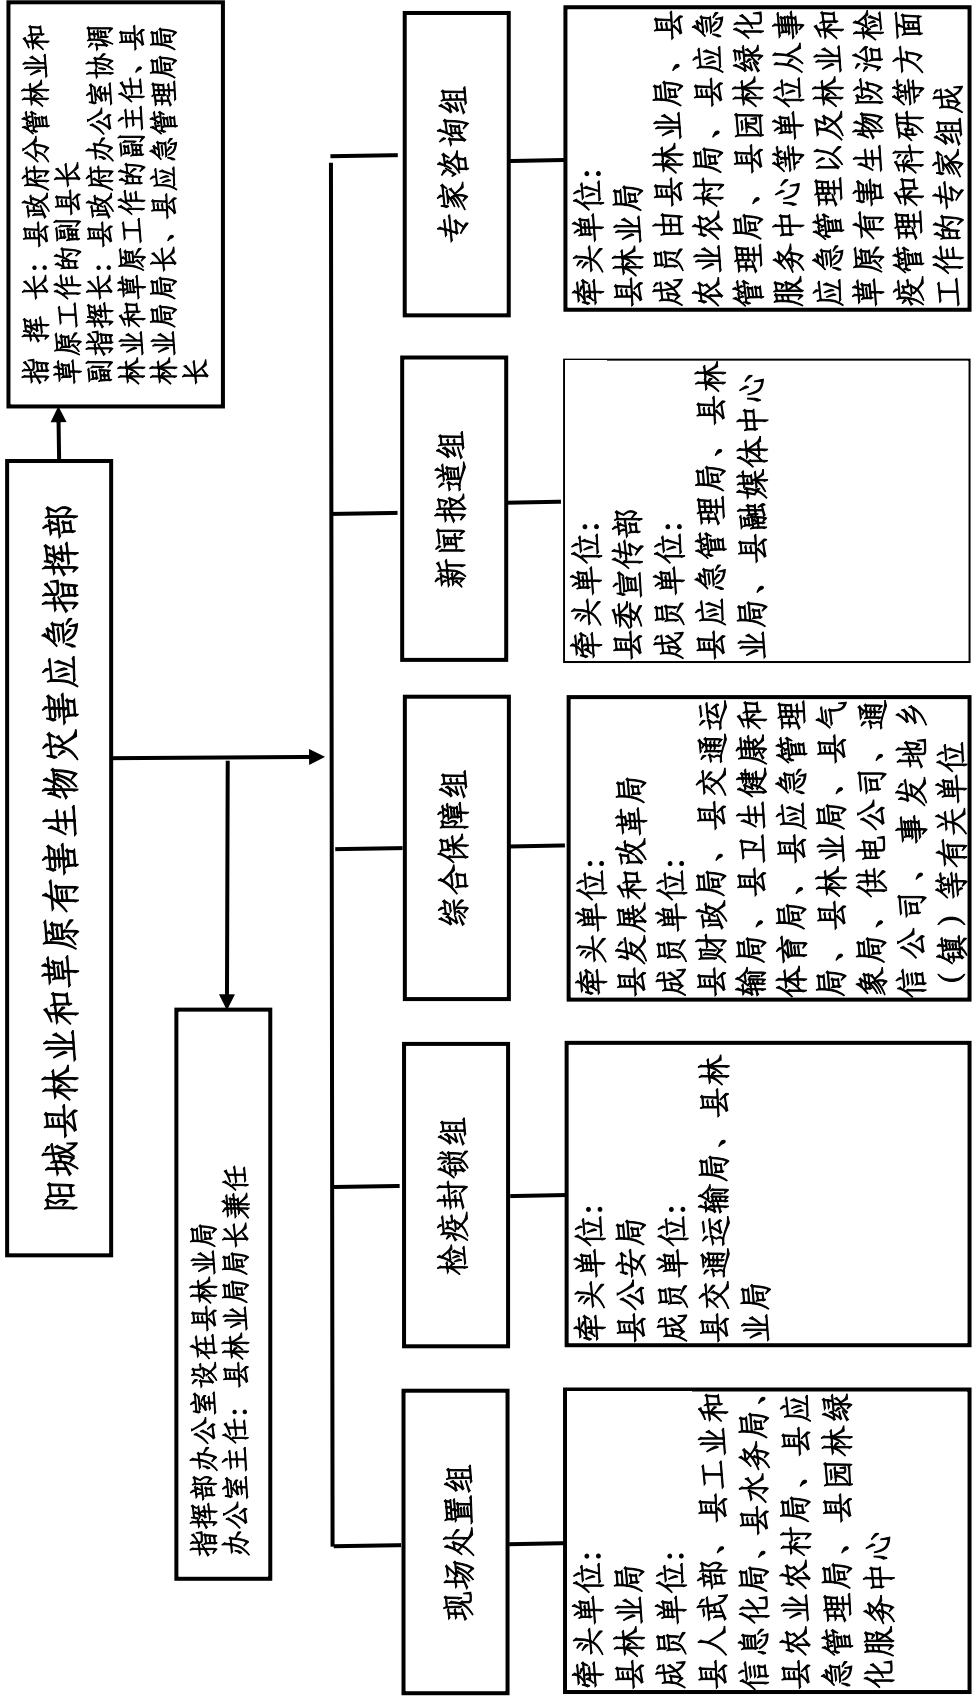 阳城县林业和草原有害生物灾害应急指挥部
指 挥 长：县政府分管林业和
草原工作的副县长
副指挥长：县政府办公室协调
林业和草原工作的副主任、县
林业局局长、县应急管理局局
长
指挥部办公室设在县林业局
办公室主任：县林业局局长兼任
现场处置组
牵头单位：
县林业局
成员单位：
县人武部、县工业和
信息化局、县水务局、
县农业农村局、县应
急管理局、县园林绿
化服务中心
检疫封锁组
牵头单位：
县公安局
成员单位：
县交通运输局、县林
业局
综合保障组
牵头单位：
县发展和改革局
成员单位：
县财政局、县交通运
输局、县卫生健康和
体育局、县应急管理
局、县林业局、县气
象局、供电公司、通
信公司、事发地乡
（镇）等有关单位
新闻报道组
牵头单位：
县委宣传部
成员单位：
县应急管理局、县林
业局、县融媒体中心
专家咨询组
牵头单位：
县林业局
成员由县林业局、县
农业农村局、县应急
管理局、县园林绿化
服务中心等单位从事
应急管理以及林业和
草原有害生物防治检
疫管理和科研等方面
工作的专家组成